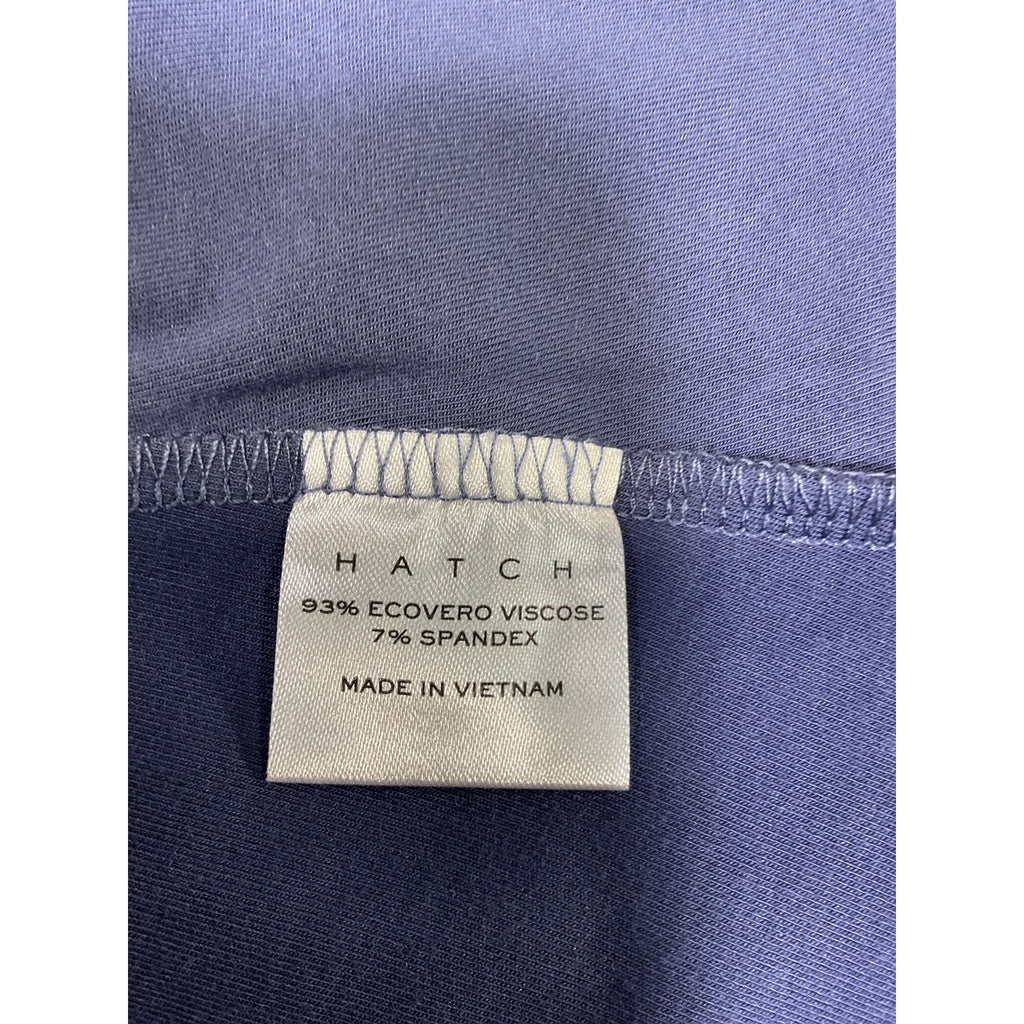 HATCH
93% ECOVERO VISCOSE
7% SPANDEX
MADE IN VIETNAM